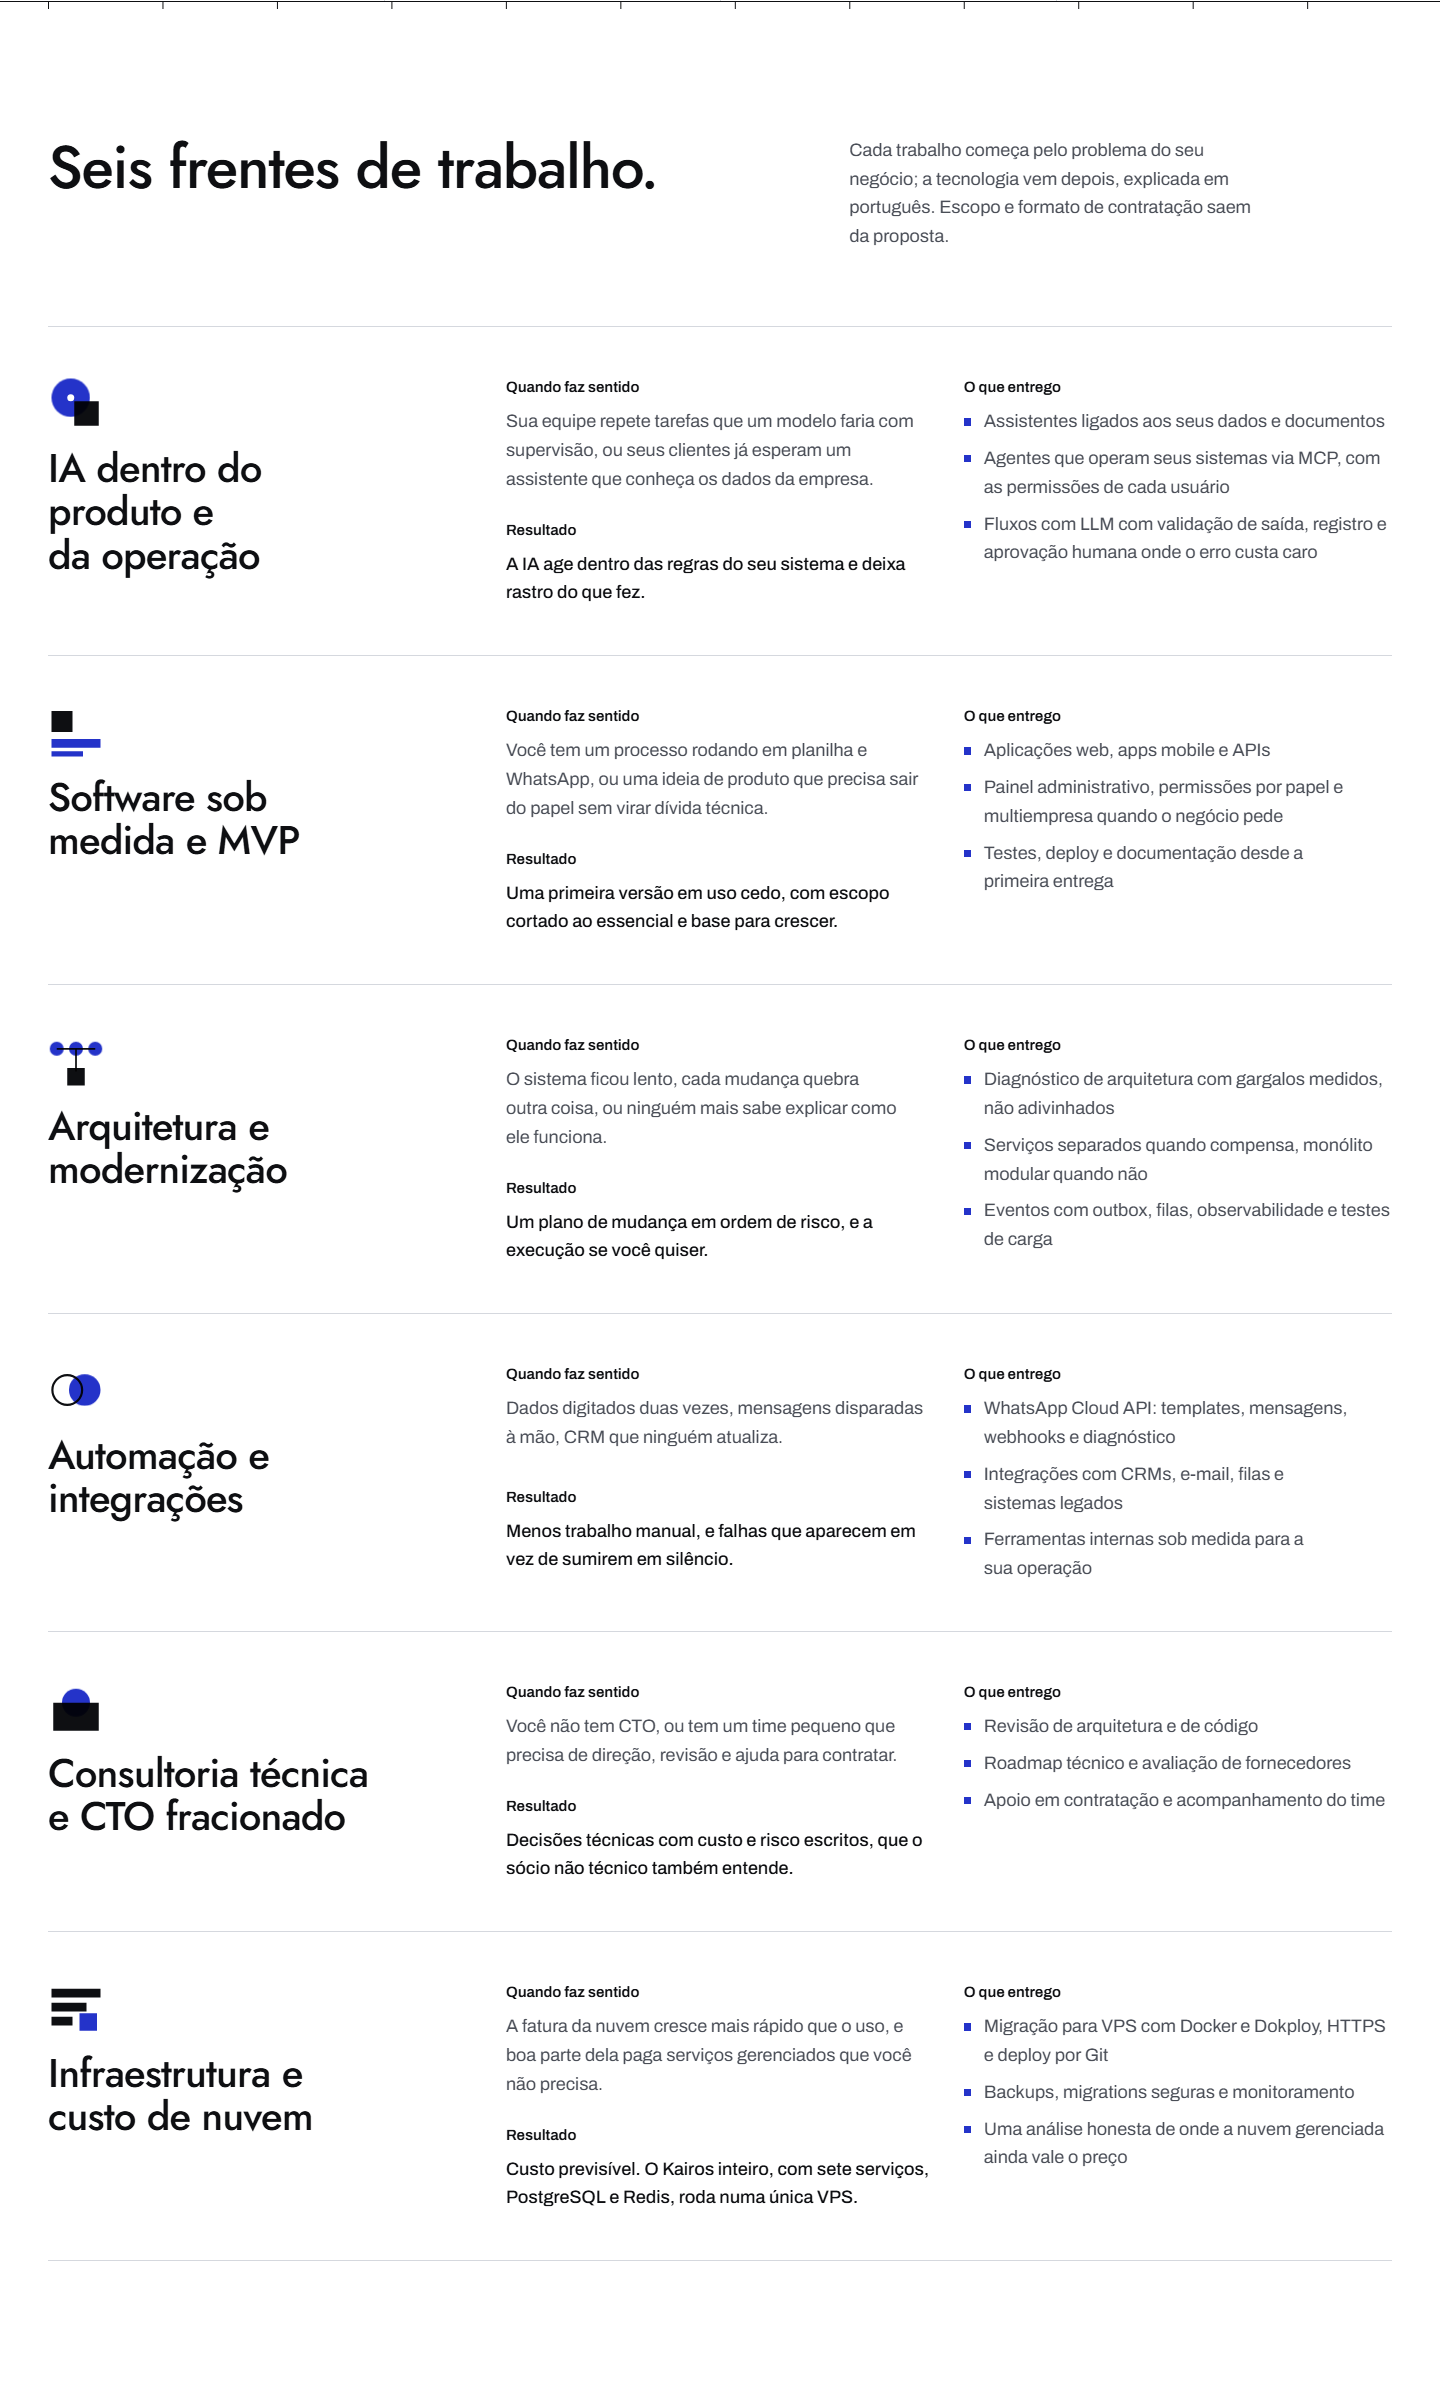 Seis frentes de trabalho.
Cada trabalho começa pelo problema do seu
negócio; a tecnologia vem depois, explicada em
português. Escopo e formato de contratação saem
da proposta.
IA dentro do
produto e
da operação
Quando faz sentido
Sua equipe repete tarefas que um modelo faria com
supervisão, ou seus clientes já esperam um
assistente que conheça os dados da empresa.
Resultado
A IA age dentro das regras do seu sistema e deixa
rastro do que fez.
O que entrego
Assistentes ligados aos seus dados e documentos
Agentes que operam seus sistemas via MCP, com
as permissões de cada usuário
Fluxos com LLM com validação de saída, registro e
aprovação humana onde o erro custa caro
Software sob
medida e MVP
Quando faz sentido
Você tem um processo rodando em planilha e
WhatsApp, ou uma ideia de produto que precisa sair
do papel sem virar dívida técnica.
Resultado
Uma primeira versão em uso cedo, com escopo
cortado ao essencial e base para crescer.
O que entrego
Aplicações web, apps mobile e APIs
Painel administrativo, permissões por papel e
multiempresa quando o negócio pede
Testes, deploy e documentação desde a
primeira entrega
Arquitetura e
modernização
Quando faz sentido
O sistema ficou lento, cada mudança quebra
outra coisa, ou ninguém mais sabe explicar como
ele funciona.
Resultado
Um plano de mudança em ordem de risco, e a
execução se você quiser.
O que entrego
Diagnóstico de arquitetura com gargalos medidos,
não adivinhados
Serviços separados quando compensa, monólito
modular quando não
Eventos com outbox, filas, observabilidade e testes
de carga
Automação e
integrações
Quando faz sentido
Dados digitados duas vezes, mensagens disparadas
à mão, CRM que ninguém atualiza.
Resultado
Menos trabalho manual, e falhas que aparecem em
vez de sumirem em silêncio.
O que entrego
WhatsApp Cloud API: templates, mensagens,
webhooks e diagnóstico
Integrações com CRMs, e-mail, filas e
sistemas legados
Ferramentas internas sob medida para a
sua operação
Consultoria técnica
e CTO fracionado
Quando faz sentido
Você não tem CTO, ou tem um time pequeno que
precisa de direção, revisão e ajuda para contratar.
Resultado
Decisões técnicas com custo e risco escritos, que o
sócio não técnico também entende.
O que entrego
Revisão de arquitetura e de código
Roadmap técnico e avaliação de fornecedores
Apoio em contratação e acompanhamento do time
Infraestrutura e
custo de nuvem
Quando faz sentido
A fatura da nuvem cresce mais rápido que o uso, e
boa parte dela paga serviços gerenciados que você
não precisa.
Resultado
Custo previsível. O Kairos inteiro, com sete serviços,
PostgreSQL e Redis, roda numa única VPS.
O que entrego
Migração para VPS com Docker e Dokploy, HTTPS
e deploy por Git
Backups, migrations seguras e monitoramento
Uma análise honesta de onde a nuvem gerenciada
ainda vale o preço